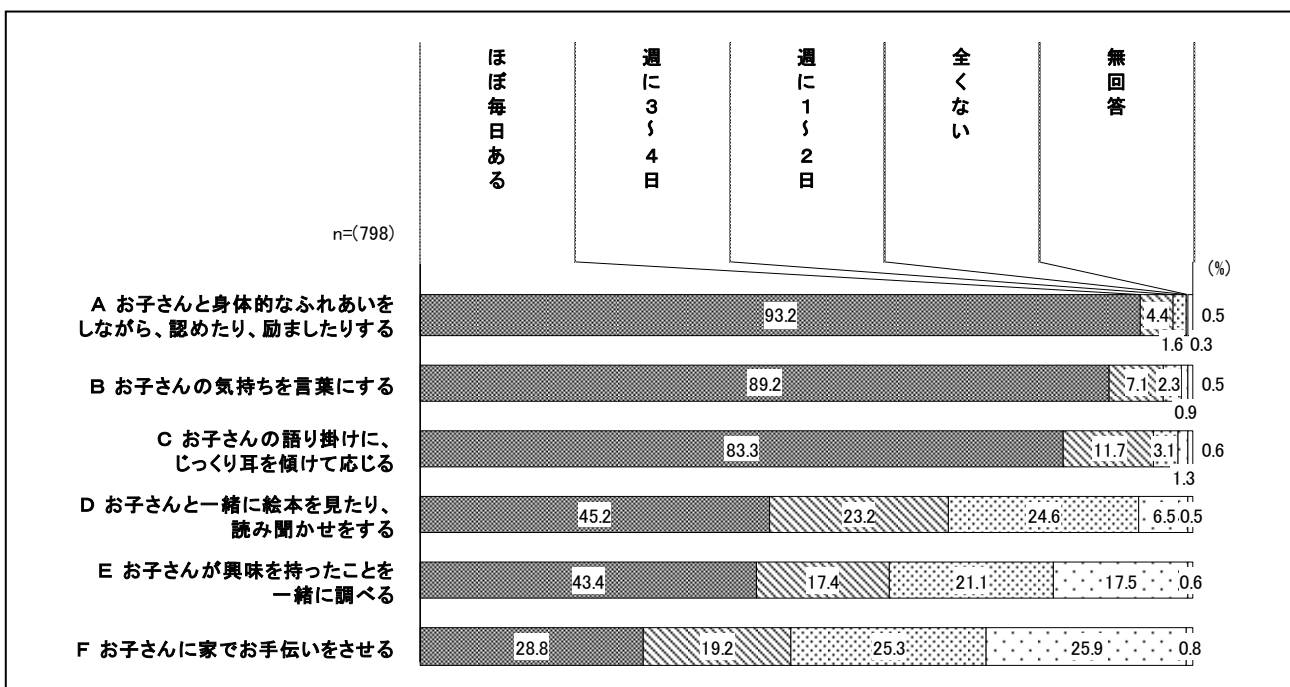 ほぼ毎日ある
週に3～4日
週に1～2日
全くない
無回答
n=(798)
(%)
A お子さんと身体的なふれあいを
しながら、認めたり、励ましたりする
93.2
4.4
0.5
1.6
0.3
B お子さんの気持ちを言葉にする
89.2
7.1
2.3
0.5
0.9
C お子さんの語り掛けに、
じっくり耳を傾けて応じる
83.3
11.7
3.1
0.6
1.3
D お子さんと一緒に絵本を見たり、
読み聞かせをする
45.2
23.2
24.6
6.5
0.5
E お子さんが興味を持ったことを
一緒に調べる
43.4
17.4
21.1
17.5
0.6
F お子さんに家でお手伝いをさせる
28.8
19.2
25.3
25.9
0.8